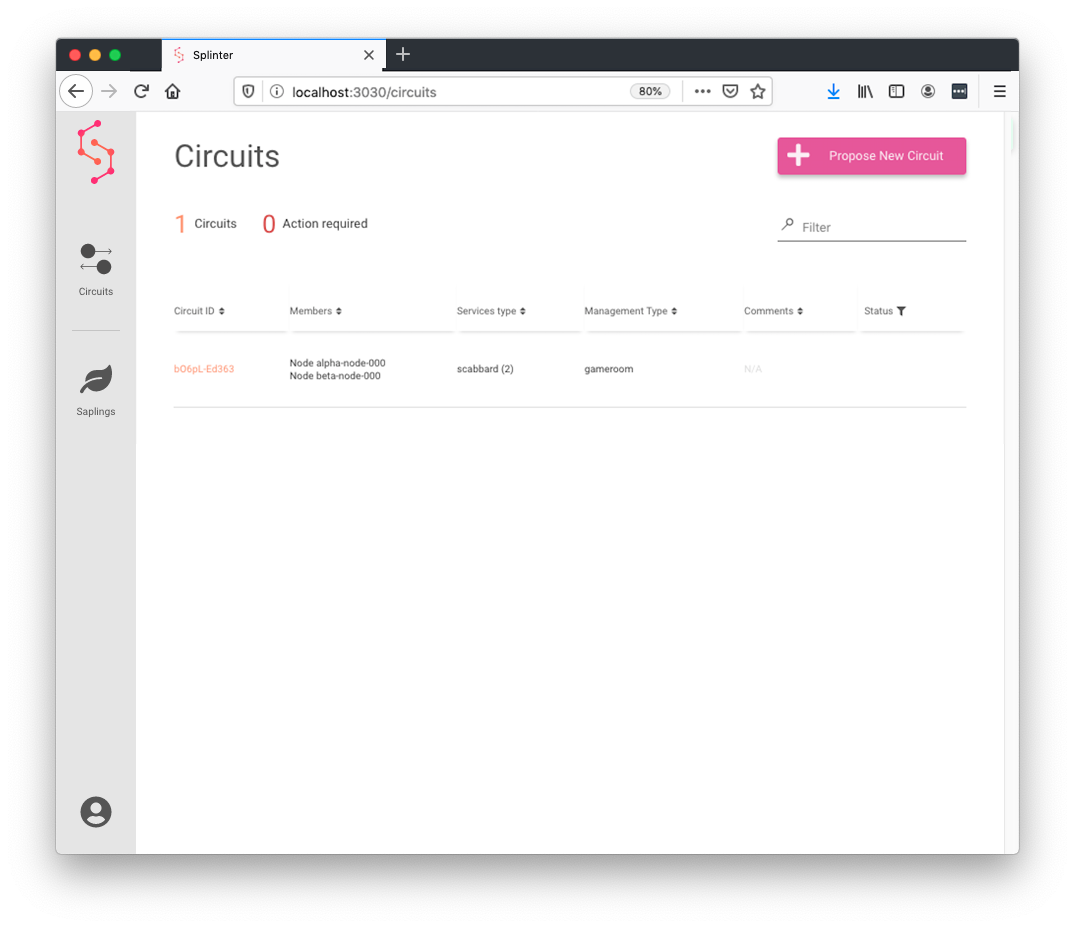 Splinter
localhost:3030/circuits
80%
Circuits
Propose New Circuit
1 Circuits
0 Action required
Filter
Circuits
Saplings
Circuit ID Members Services type Management Type Comments Status
bO6pL-Ed363 Node alpha-node-000 scabbard (2) gameroom N/A
Node beta-node-000